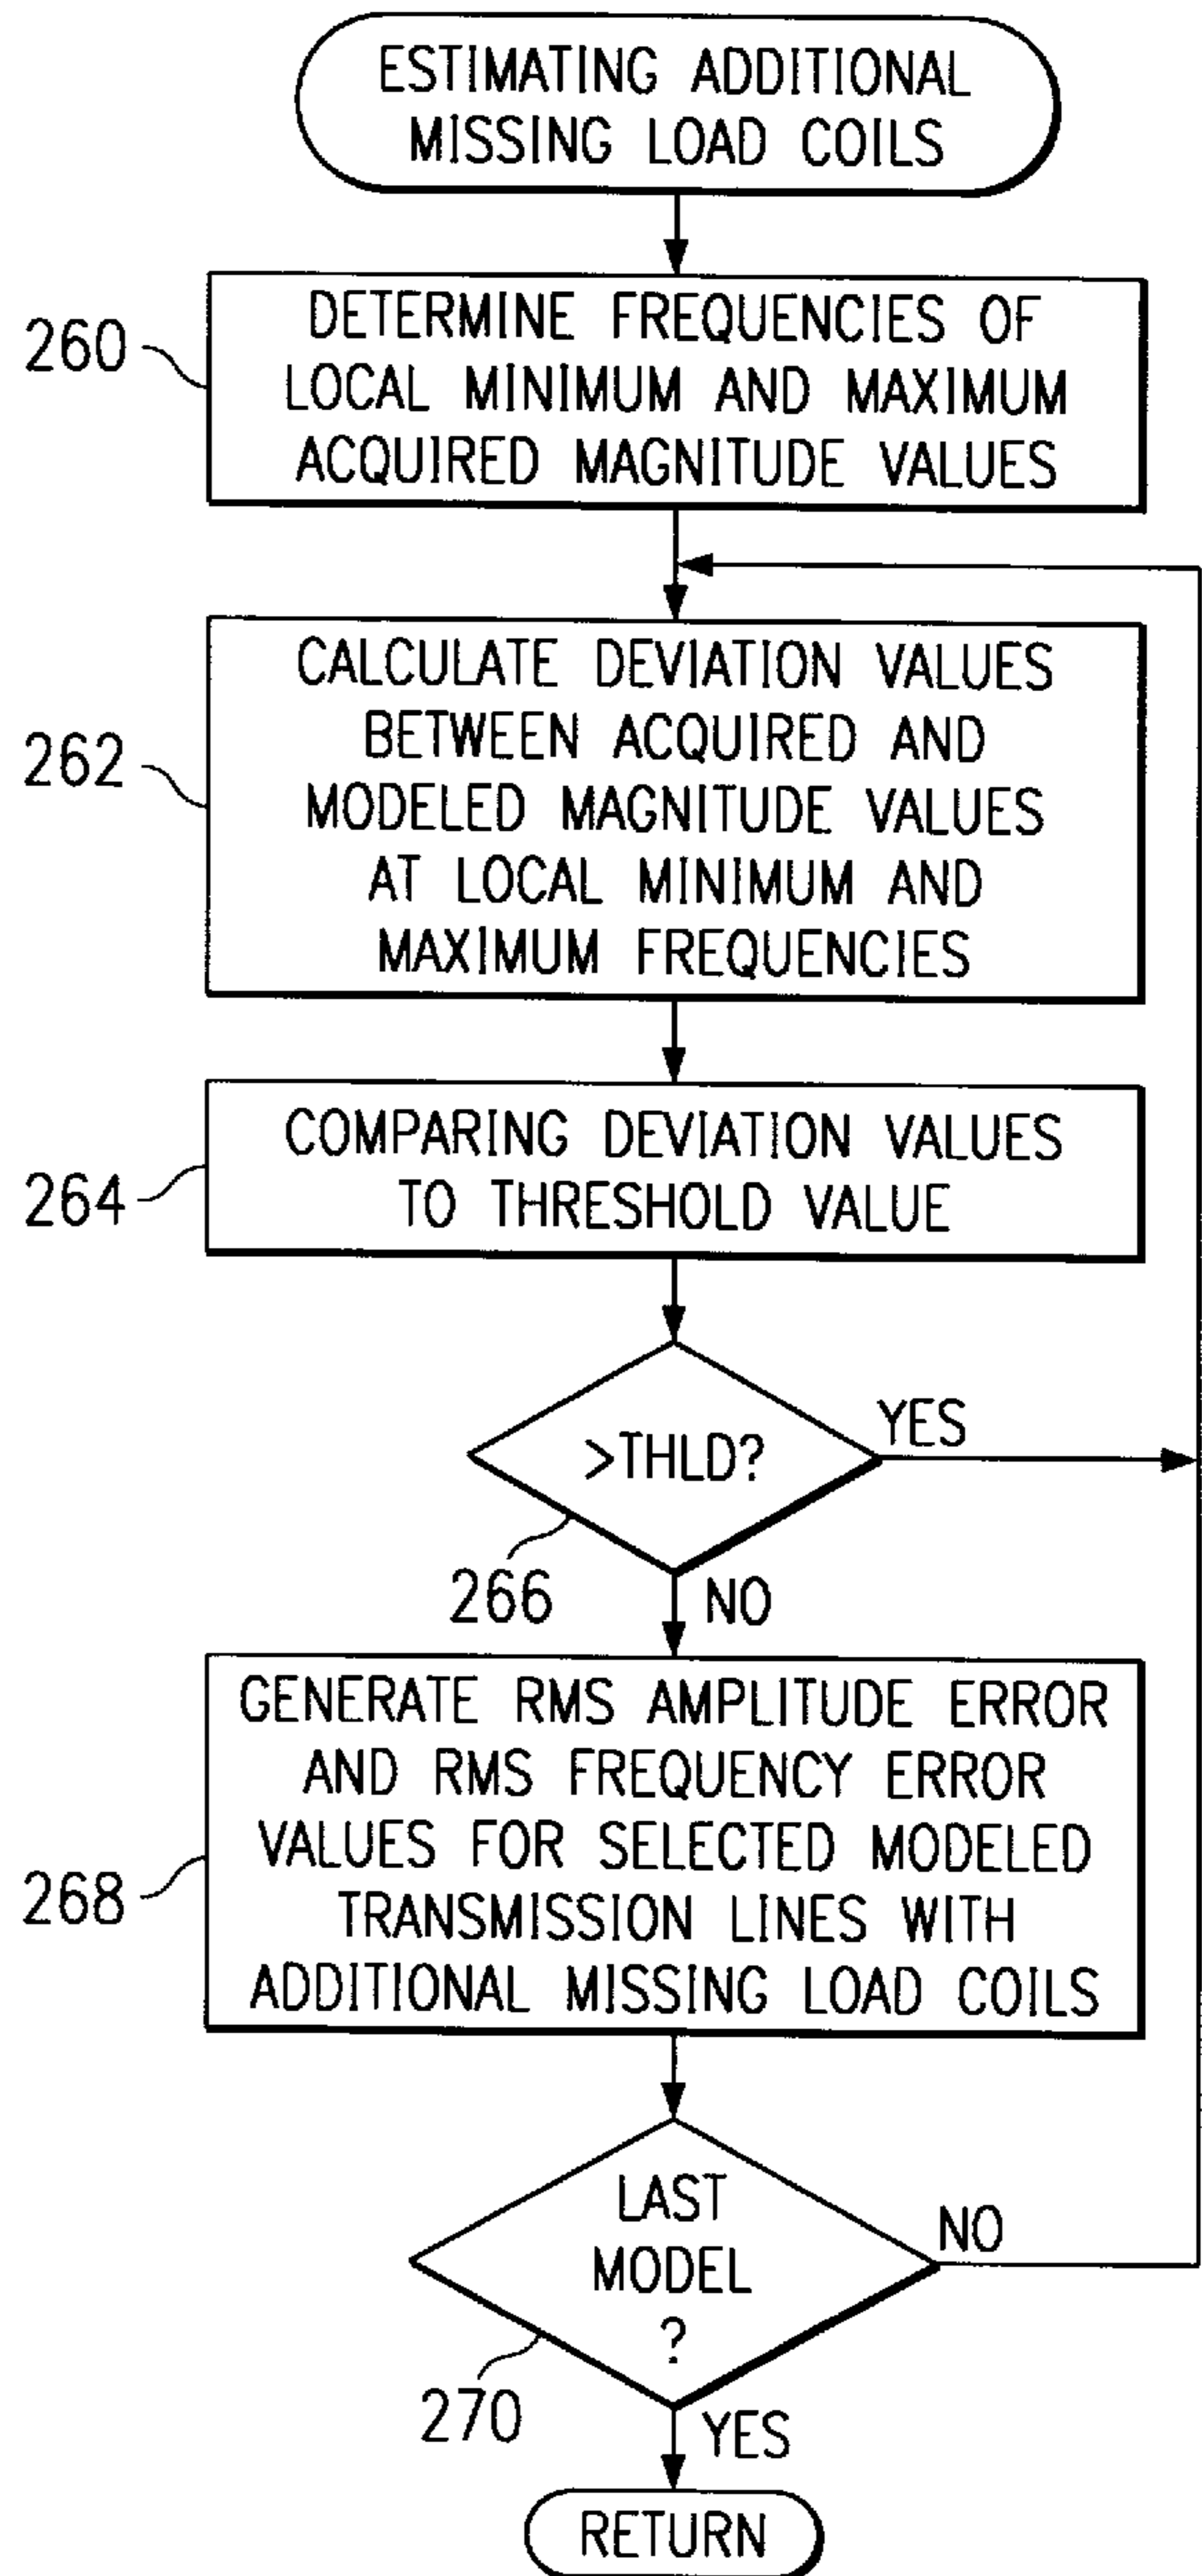 ESTIMATING ADDITIONAL
MISSING LOAD COILS
260
DETERMINE FREQUENCIES OF
LOCAL MINIMUM AND MAXIMUM
ACQUIRED MAGNITUDE VALUES
262
CALCULATE DEVIATION VALUES
BETWEEN ACQUIRED AND
MODELED MAGNITUDE VALUES
AT LOCAL MINIMUM AND
MAXIMUM FREQUENCIES
264
COMPARING DEVIATION VALUES
TO THRESHOLD VALUE
>THLD?
YES
266
NO
268
GENERATE RMS AMPLITUDE ERROR
AND RMS FREQUENCY ERROR
VALUES FOR SELECTED MODELED
TRANSMISSION LINES WITH
ADDITIONAL MISSING LOAD COILS
LAST
MODEL
?
NO
270
YES
RETURN